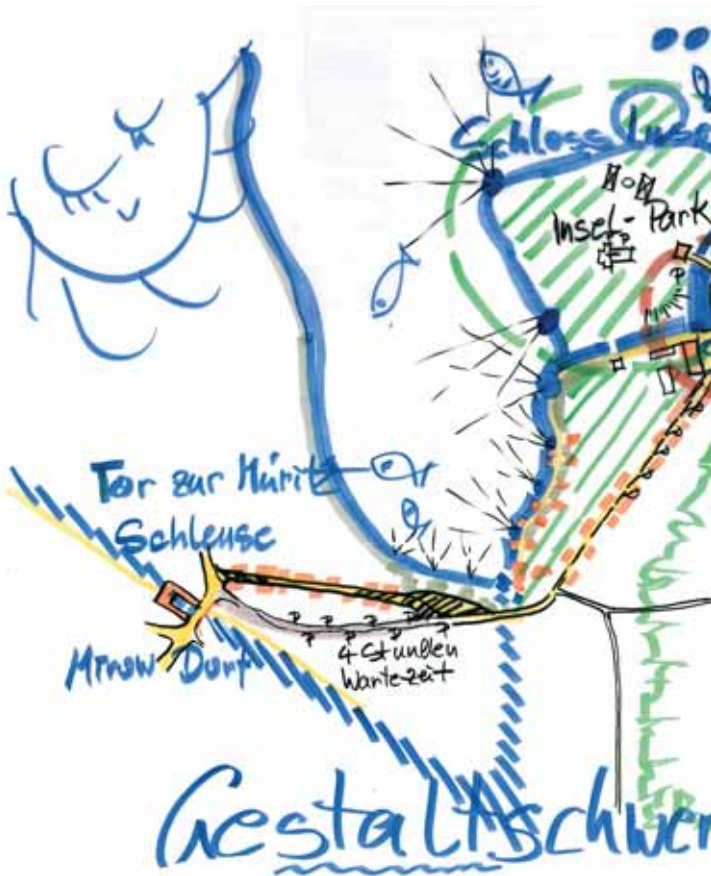 Schloss Insel
Insel-Park
Tor zur Müritz
Schleuse
Mirow Dorf
4 Stunden
Wartezeit
Gestaltschwer